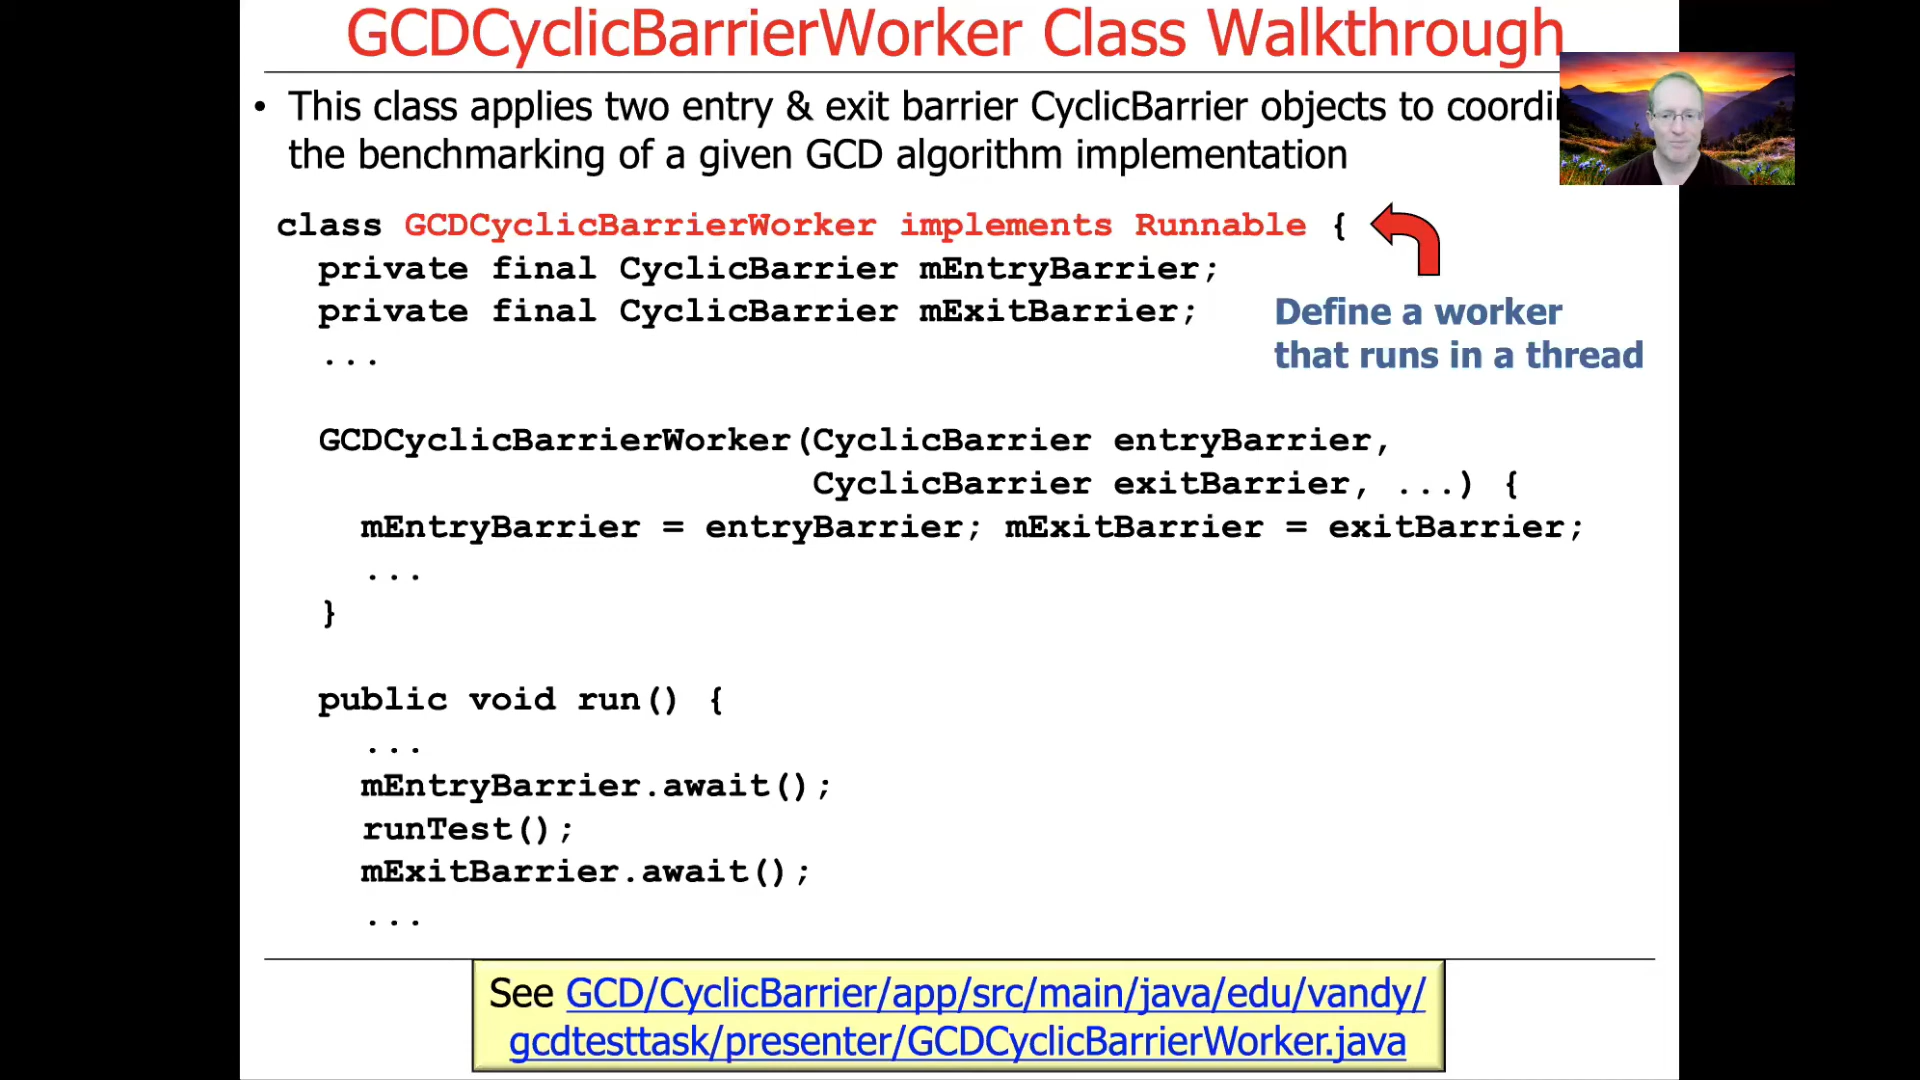 GCDCyclicBarrierWorker Class Walkthrough
• This class applies two entry & exit barrier CyclicBarrier objects to
the benchmarking of a given GCD algorithm implementation
class GCDCyclicBarrierWorker implements Runnable {
private final CyclicBarrier mEntryBarrier;
private final CyclicBarrier mExitBarrier;
...
Define a worker
that runs in a thread
GCDCyclicBarrierWorker(CyclicBarrier entryBarrier,
CyclicBarrier exitBarrier, ...) {
mEntryBarrier = entryBarrier; mExitBarrier = exitBarrier;
...
}
public void run() {
...
mEntryBarrier.await();
runTest();
mExitBarrier.await();
...
See GCD/CyclicBarrier/app/src/main/java/edu/vandy/
gcdtesttask/presenter/GCDCyclicBarrierWorker.java